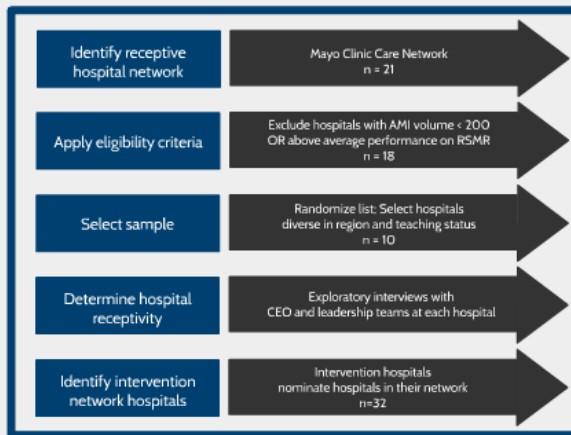 Identify receptive
hospital network
Mayo Clinic Care Network
n = 21
Apply eligibility criteria
Exclude hospitals with AMI volume < 200
OR above average performance on RSMR
n = 18
Select sample
Randomize list; Select hospitals
diverse in region and teaching status
n = 10
Determine hospital
receptivity
Exploratory interviews with
CEO and leadership teams at each hospital
Identify intervention
network hospitals
Intervention hospitals
nominate hospitals in their network
n=32